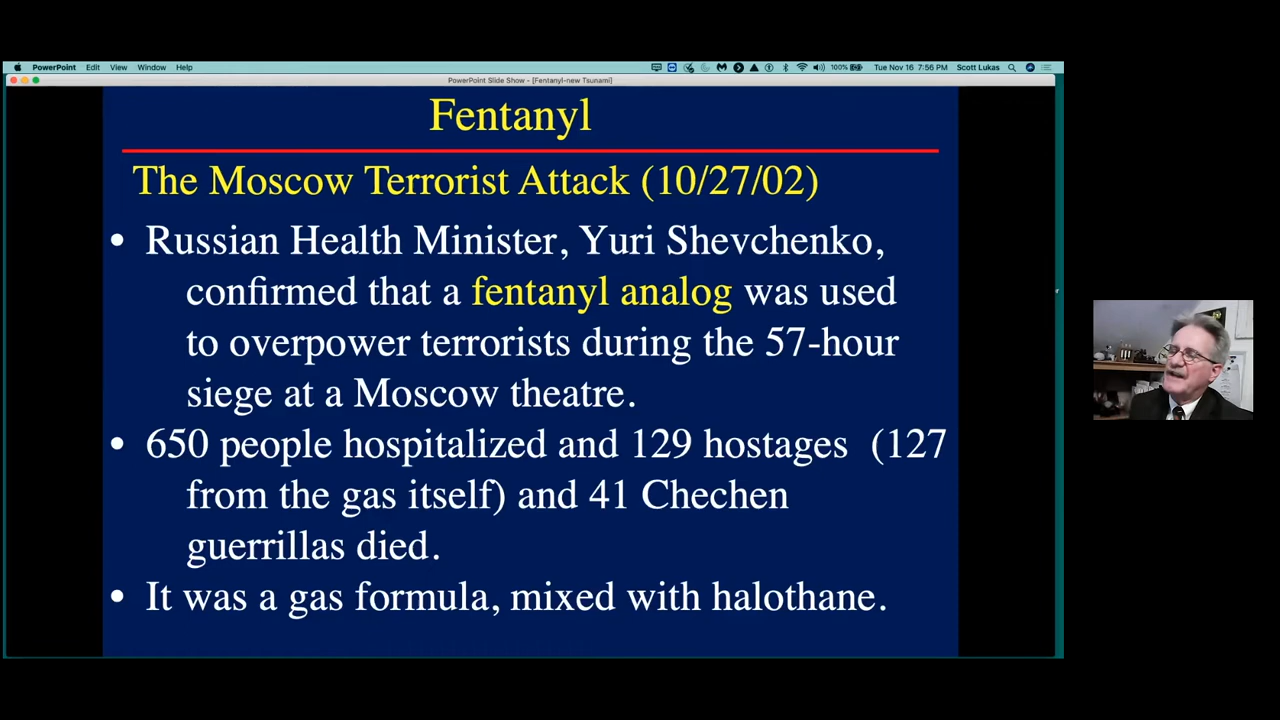 PowerPoint Edit View Window Help 100% Tue Nov 16 7:56 PM Scott Lukas
PowerPoint Slide Show - [Fentanyl-new Tsunami]
Fentanyl
The Moscow Terrorist Attack (10/27/02)
• Russian Health Minister, Yuri Shevchenko,
confirmed that a fentanyl analog was used
to overpower terrorists during the 57-hour
siege at a Moscow theatre.
• 650 people hospitalized and 129 hostages (127
from the gas itself) and 41 Chechen
guerrillas died.
• It was a gas formula, mixed with halothane.